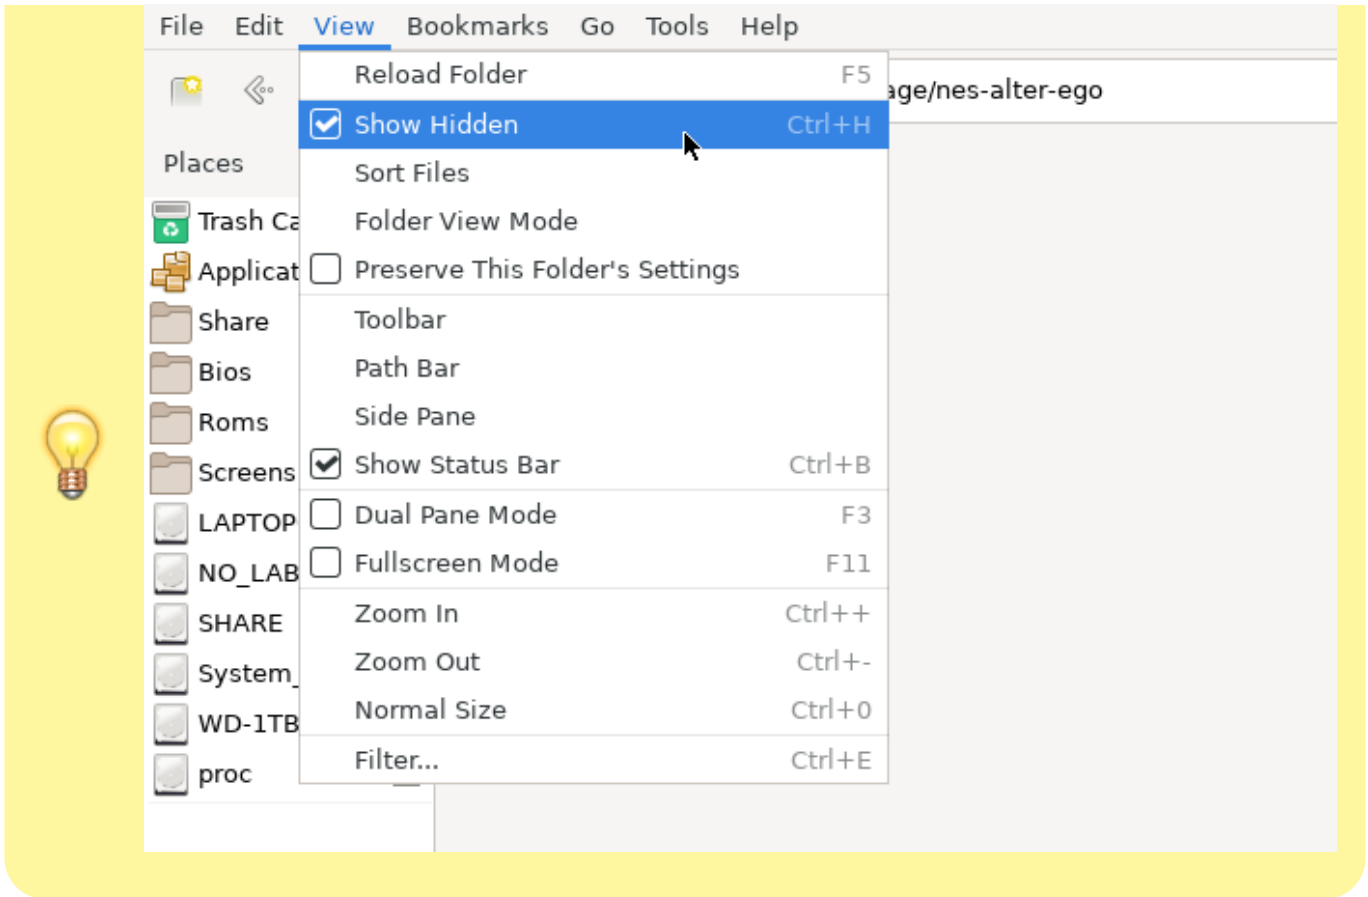 File Edit View Bookmarks Go Tools Help
age/nes-alter-ego
Places
Trash Ca
Applicat
Share
Bios
Roms
Screens
LAPTOP
NO_LAB
SHARE
System_
WD-1TB
proc
Reload Folder F5
Show Hidden Ctrl+H
Sort Files
Folder View Mode
Preserve This Folder's Settings
Toolbar
Path Bar
Side Pane
Show Status Bar Ctrl+B
Dual Pane Mode F3
Fullscreen Mode F11
Zoom In Ctrl++
Zoom Out Ctrl+-
Normal Size Ctrl+0
Filter... Ctrl+E